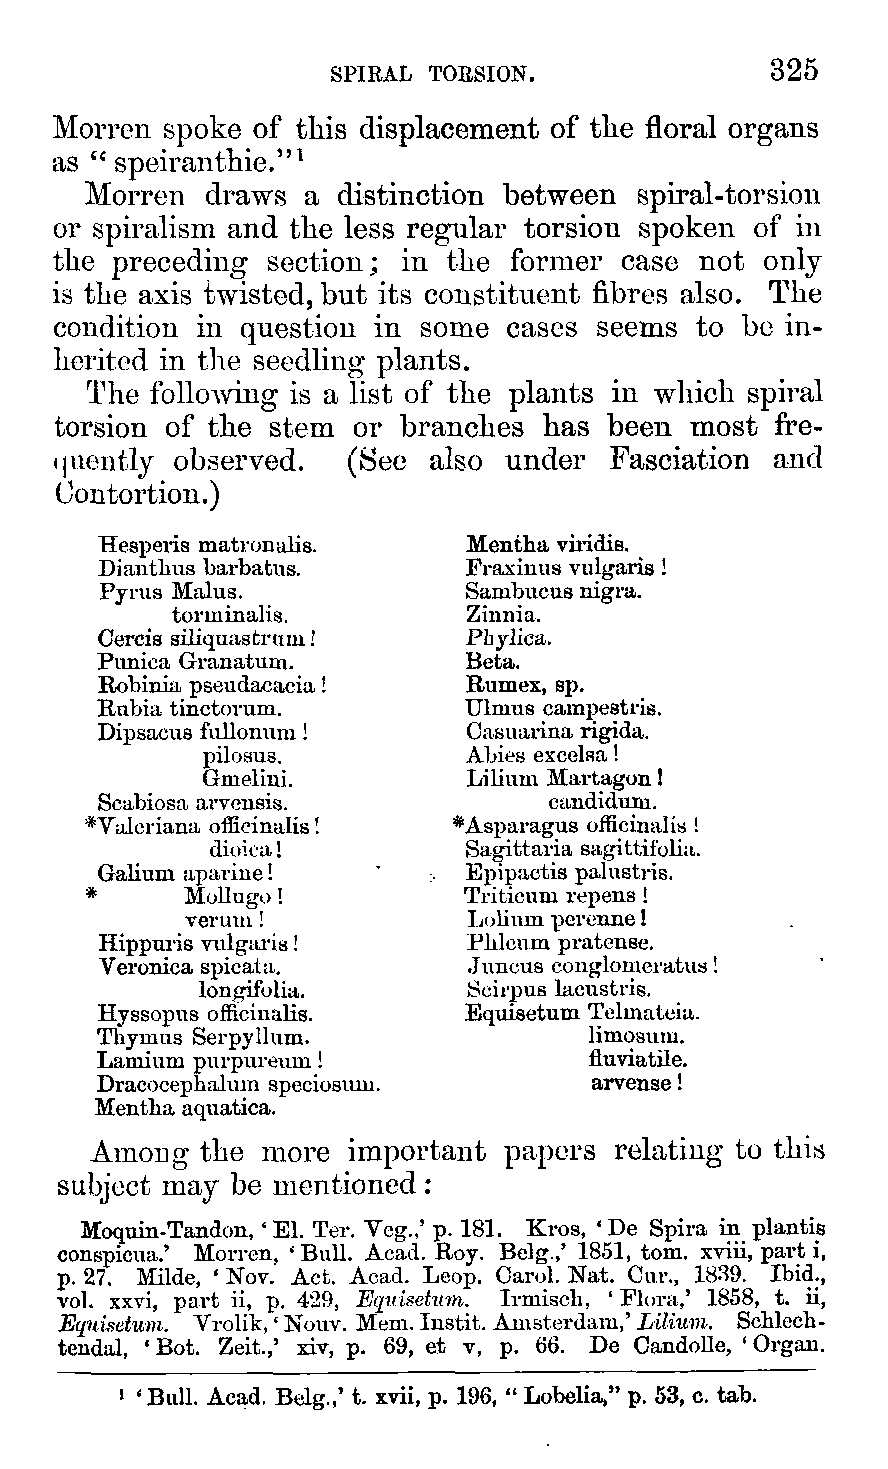 SPIRAL TORSION. 325
Morren spoke of this displacement of the floral organs
as “ speiranthie.”¹
Morren draws a distinction between spiral-torsion
or spiralism and the less regular torsion spoken of in
the preceding section; in the former case not only
is the axis twisted, but its constituent fibres also. The
condition in question in some cases seems to be in-
herited in the seedling plants.
The following is a list of the plants in which spiral
torsion of the stem or branches has been most fre-
quently observed. (See also under Fasciation and
Contortion.)
Hesperis matronalis.
Dianthus barbatus.
Pyrus Malus.
torminalis.
Cercis siliquastrum!
Punica Granatum.
Robinia pseudacacia!
Rubia tinctorum.
Dipsacus fullonum!
pilosus.
Gmelini.
Scabiosa arvensis.
*Valeriana officinalis!
dioica!
Galium aparine!
* Mollugo!
verum!
Hippuris vulgaris!
Veronica spicata.
longifolia.
Hyssopus officinalis.
Thymus Serpyllum.
Lamium purpureum!
Dracocephalum speciosum.
Mentha aquatica.
Mentha viridis.
Fraxinus vulgaris!
Sambucus nigra.
Zinnia.
Phylica.
Beta.
Rumex, sp.
Ulmus campestris.
Casuarina rigida.
Abies excelsa!
Lilium Martagon!
candidum.
*Asparagus officinalis!
Sagittaria sagittifolia.
Epipactis palustris.
Triticum repens!
Lolium perenne!
Phleum pratense.
Juncus conglomeratus!
Scirpus lacustris.
Equisetum Telmateia.
limosum.
fluviatile.
arvense!
Among the more important papers relating to this
subject may be mentioned:
Moquin-Tandon, ‘El. Ter. Veg.,’ p. 181. Kros, ‘De Spira in plantis
conspicua.’ Morren, ‘Bull. Acad. Roy. Belg.,’ 1851, tom. xviii, part i,
p. 27. Milde, ‘Nov. Act. Acad. Leop. Carol. Nat. Cur., 1839. Ibid.,
vol. xxvi, part ii, p. 429, Equisetum. Irmisch, ‘Flora,’ 1858, t. ii,
Equisetum. Vrolik, ‘Nouv. Mem. Instit. Amsterdam,’ Lilium. Schlech-
tendal, ‘Bot. Zeit.,’ xiv, p. 69, et v, p. 66. De Candolle, ‘Organ.
¹ ‘Bull. Acad. Belg.,’ t. xvii, p. 196, “Lobelia,” p. 53, c. tab.